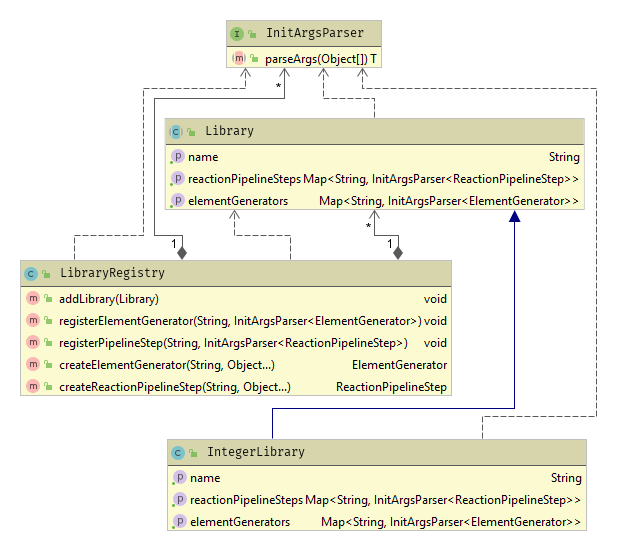 InitArgsParser
parseArgs(Object[]) T
*
Library
name String
reactionPipelineSteps Map<String, InitArgsParser<ReactionPipelineStep>>
elementGenerators Map<String, InitArgsParser<ElementGenerator>>
*
1 1
LibraryRegistry
addLibrary(Library) void
registerElementGenerator(String, InitArgsParser<ElementGenerator>) void
registerPipelineStep(String, InitArgsParser<ReactionPipelineStep>) void
createElementGenerator(String, Object...) ElementGenerator
createReactionPipelineStep(String, Object...) ReactionPipelineStep
IntegerLibrary
name String
reactionPipelineSteps Map<String, InitArgsParser<ReactionPipelineStep>>
elementGenerators Map<String, InitArgsParser<ElementGenerator>>